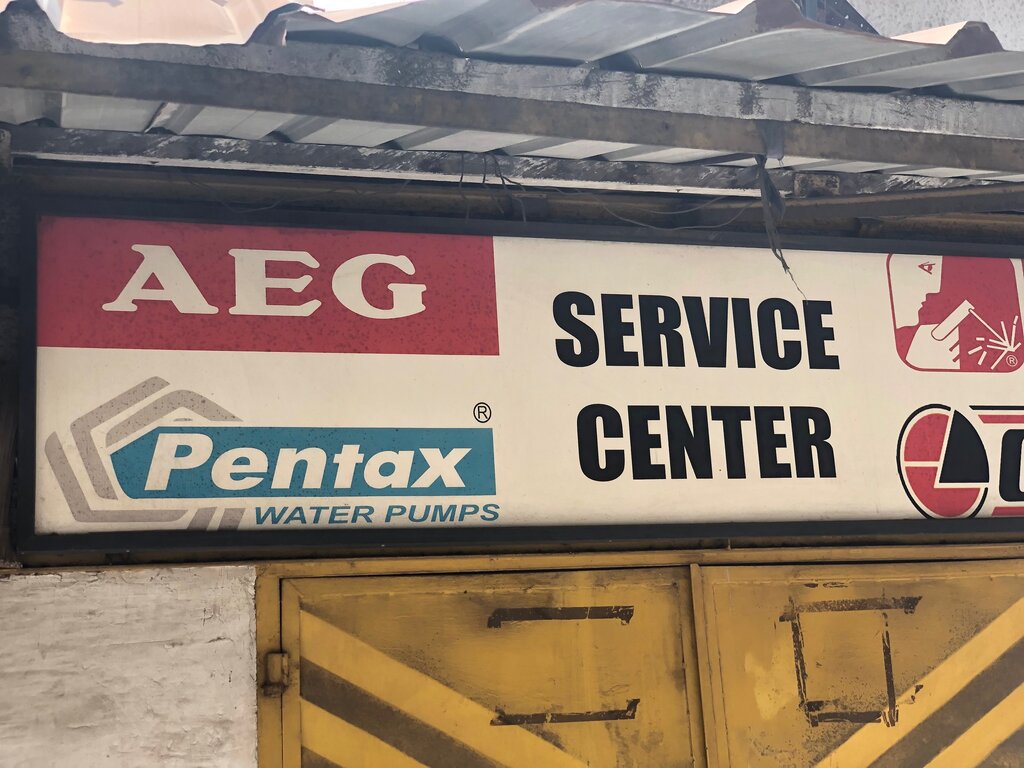 AEG
Pentax ®
WATER PUMPS
SERVICE
CENTER
®